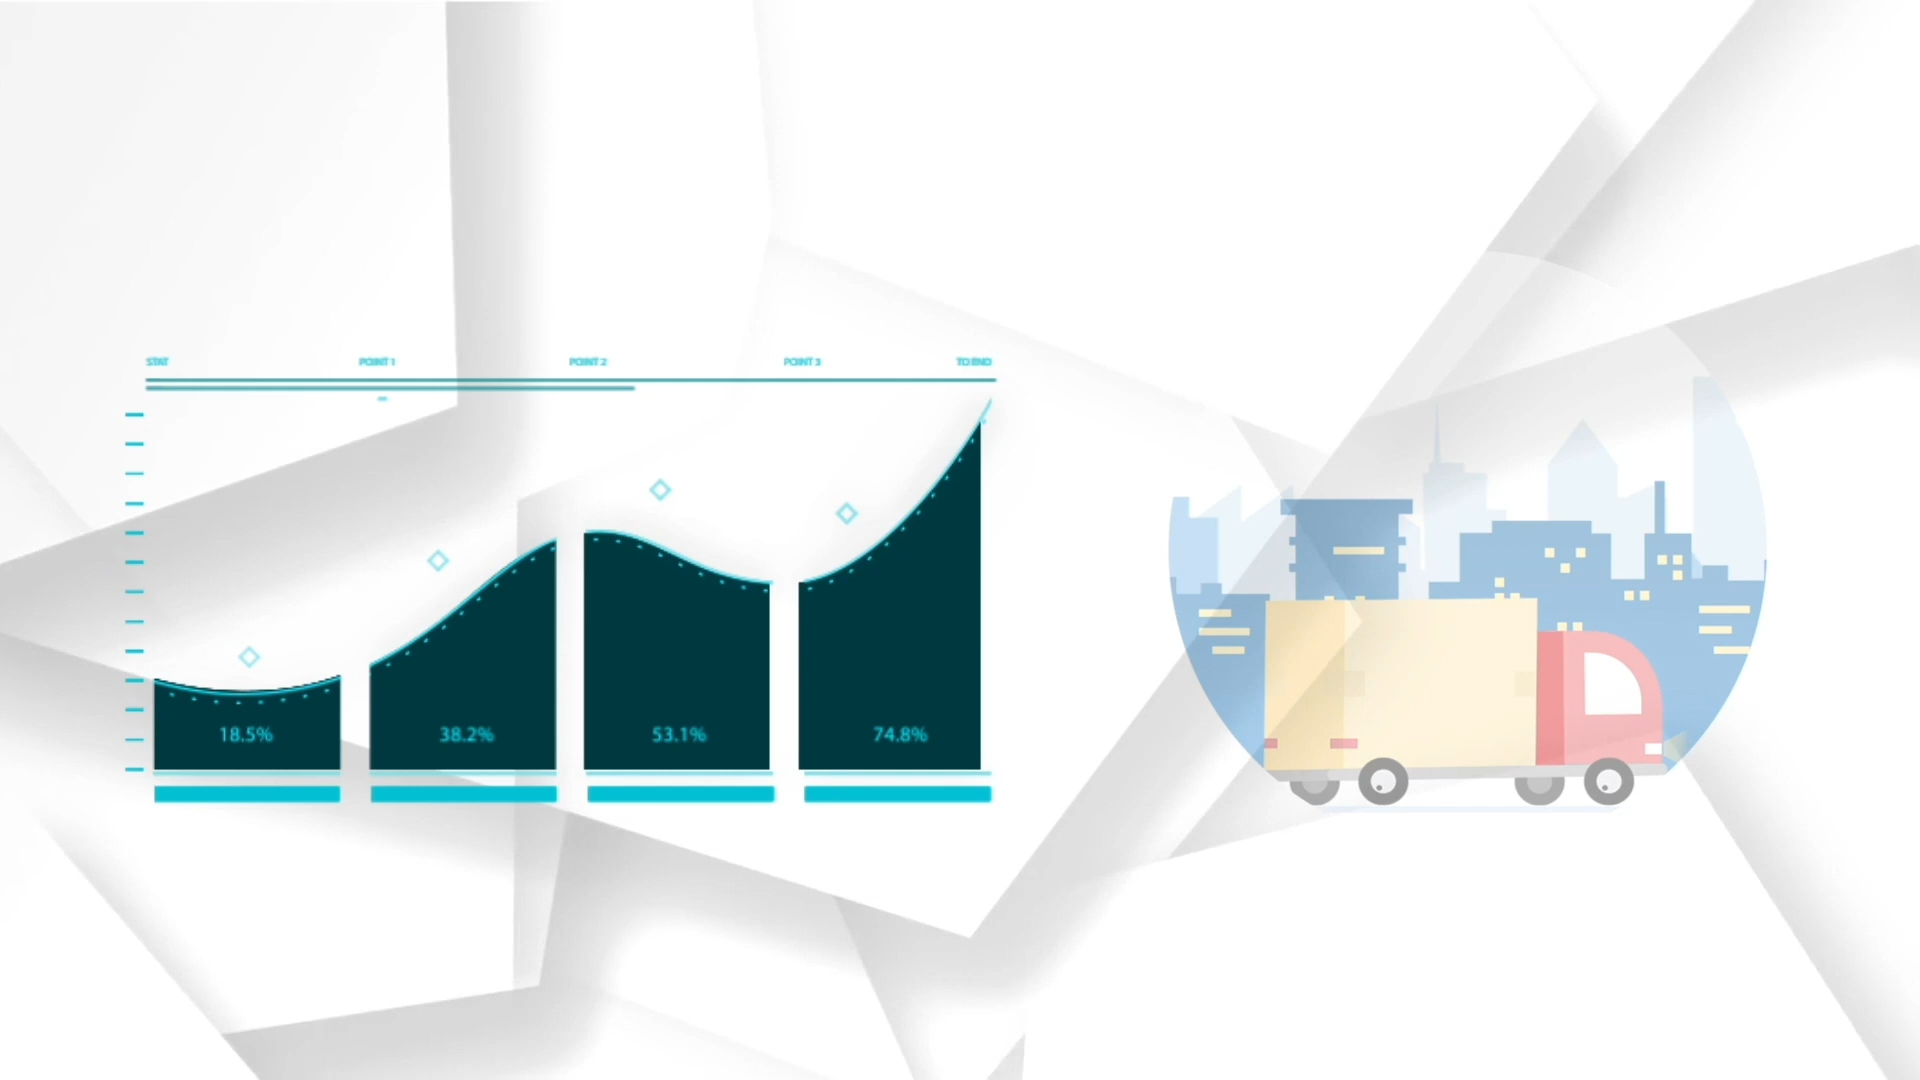 STAT POINT 1 POINT 2 POINT 3 TO END
18.5% 38.2% 53.1% 74.8%